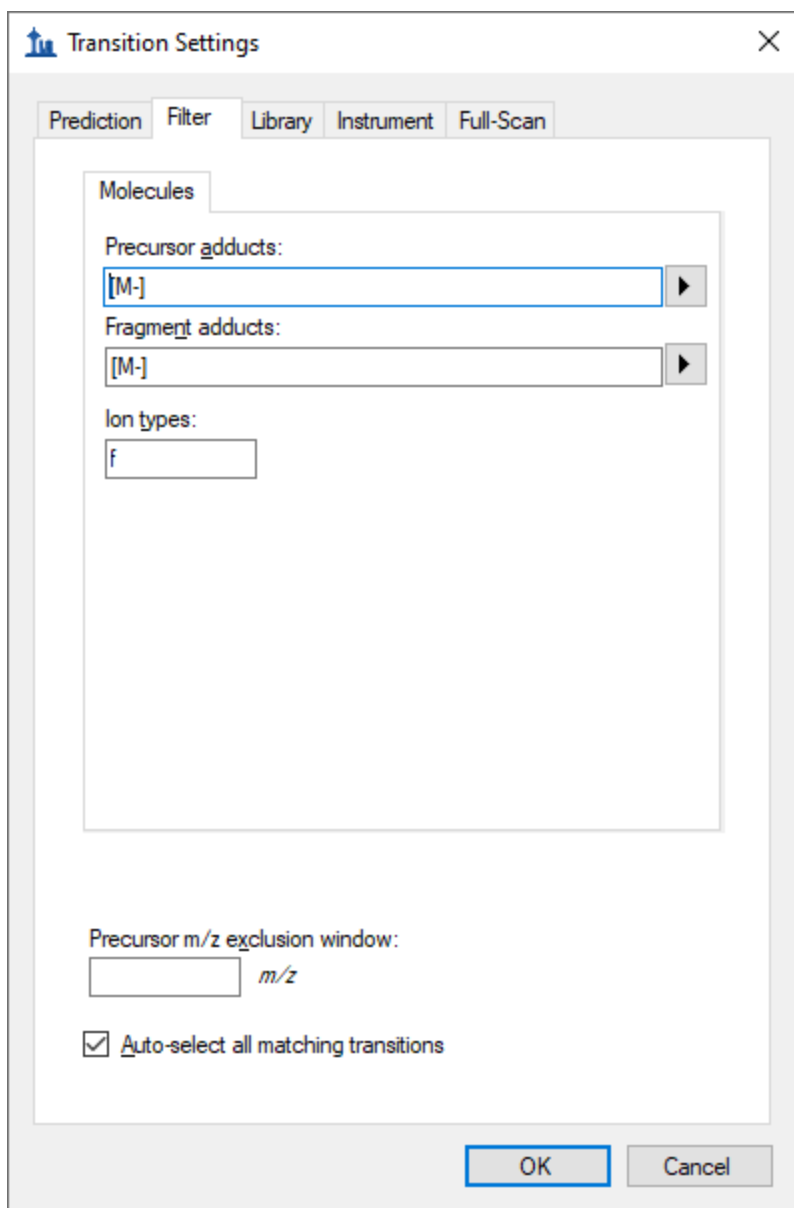 Transition Settings
Prediction Filter Library Instrument Full-Scan
Molecules
Precursor adducts:
[M-]
Fragment adducts:
[M-]
Ion types:
f
Precursor m/z exclusion window:
m/z
Auto-select all matching transitions
OK Cancel